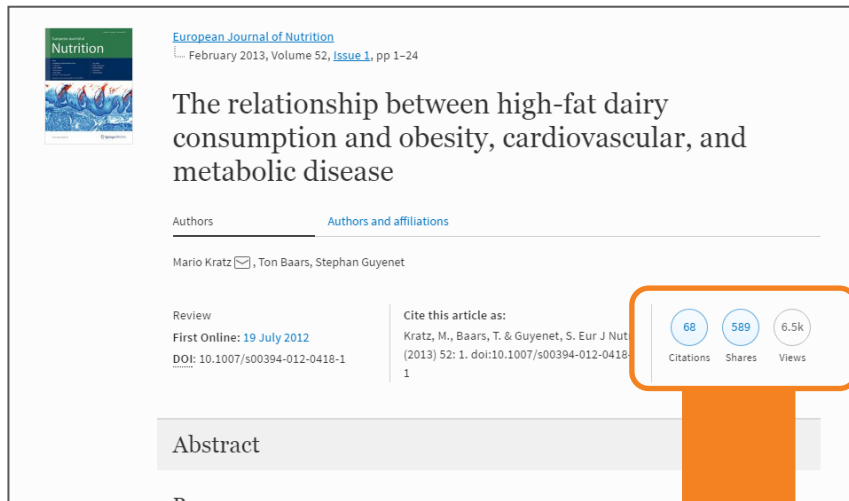 Nutrition
European Journal of Nutrition
February 2013, Volume 52, Issue 1, pp 1–24
The relationship between high-fat dairy
consumption and obesity, cardiovascular, and
metabolic disease
Authors
Authors and affiliations
Mario Kratz, Ton Baars, Stephan Guyenet
Review
First Online: 19 July 2012
DOI: 10.1007/s00394-012-0418-1
Cite this article as:
Kratz, M., Baars, T. & Guyenet, S. Eur J Nut
(2013) 52: 1. doi:10.1007/s00394-012-0418-
1
68
589
6.5k
Citations
Shares
Views
Abstract